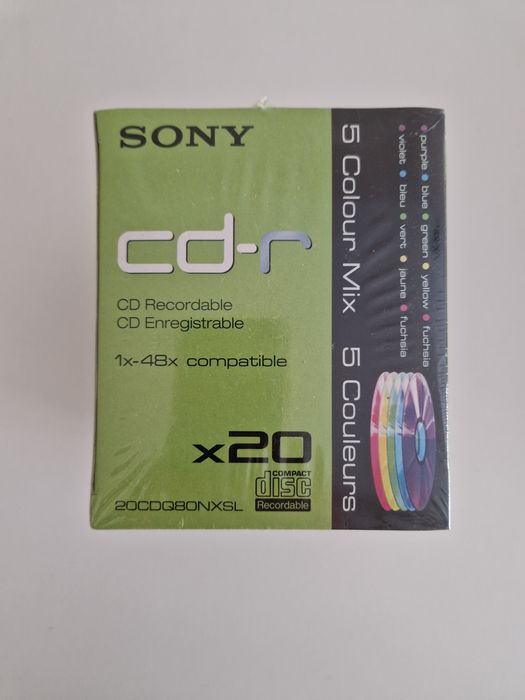 SONY
cd-r
CD Recordable
CD Enregistrable
1x-48x compatible
x20
COMPACT
disc
Recordable
20CDQ80NXSL
5 Colour Mix 5 Couleurs
purple blue green yellow fuchsia
violet bleu vert jaune fuchsia